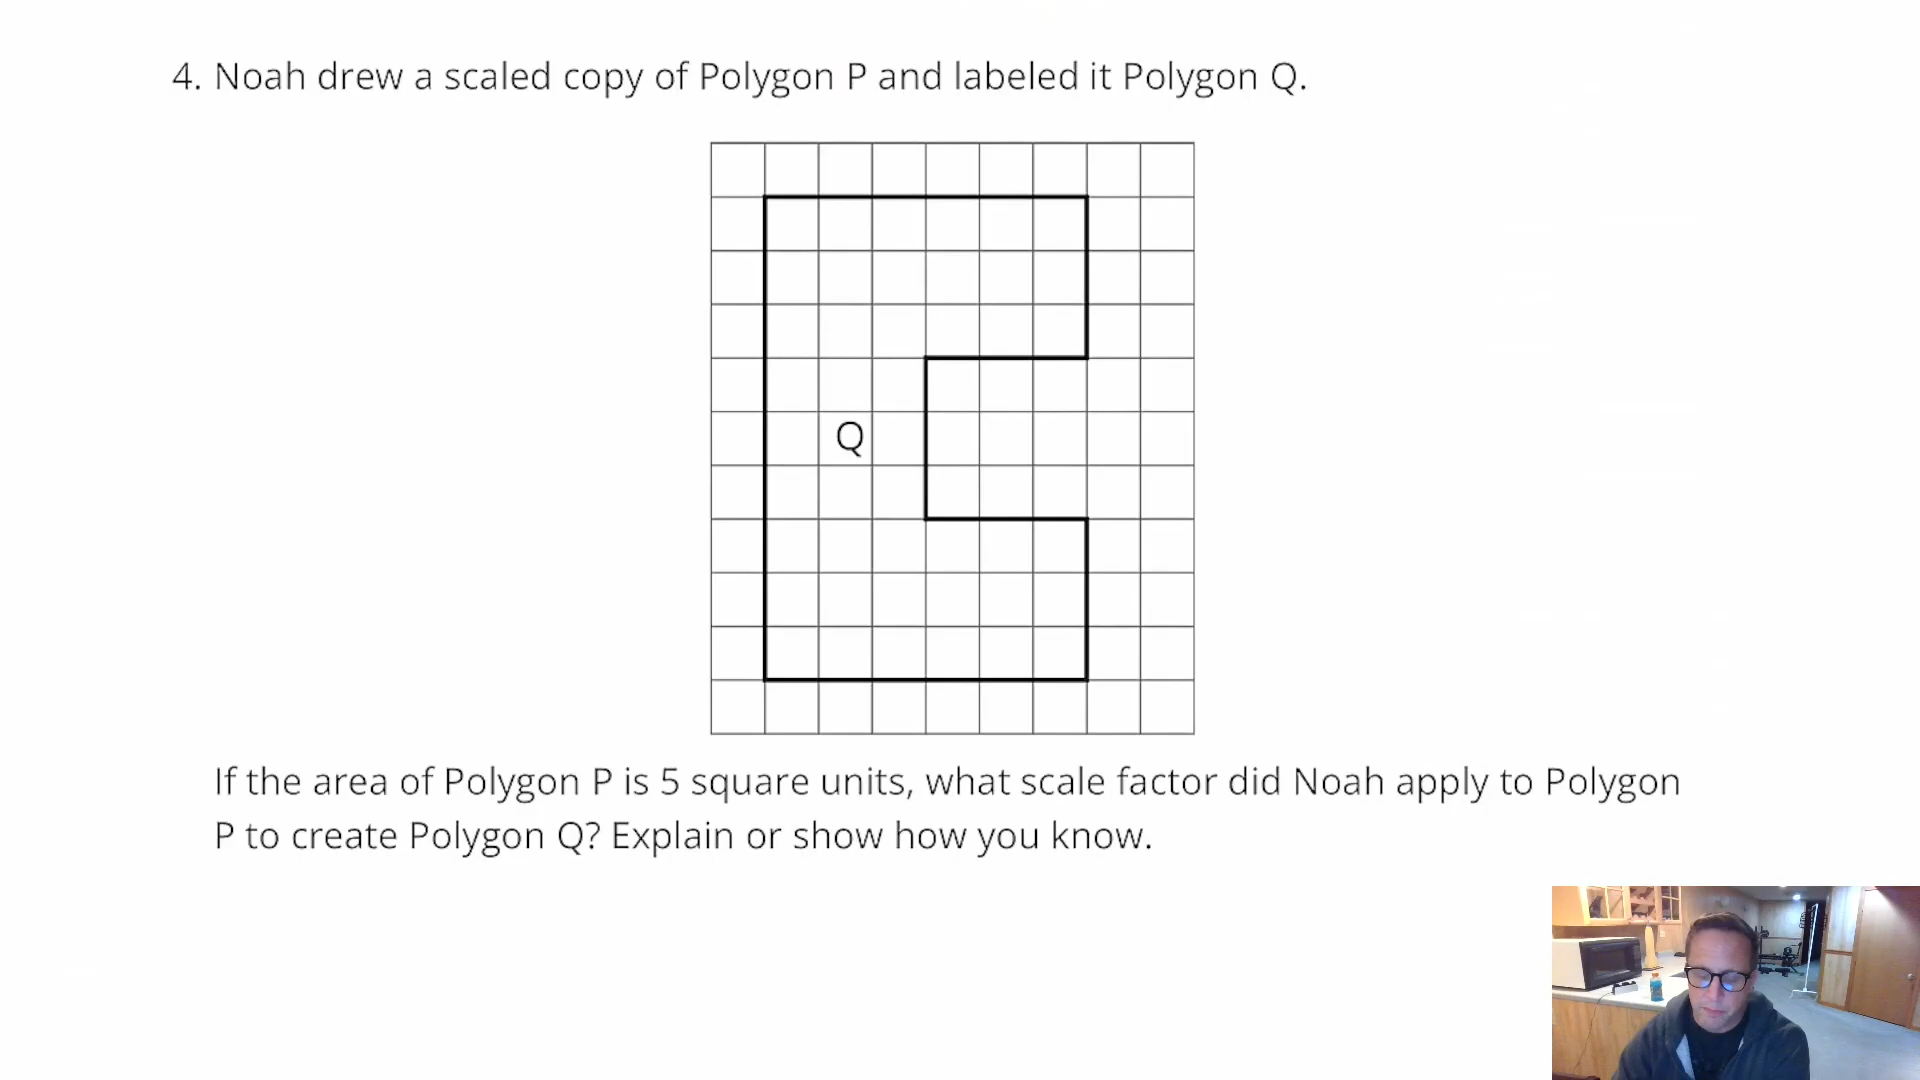 4. Noah drew a scaled copy of Polygon P and labeled it Polygon Q.
Q
If the area of Polygon P is 5 square units, what scale factor did Noah apply to Polygon
P to create Polygon Q? Explain or show how you know.